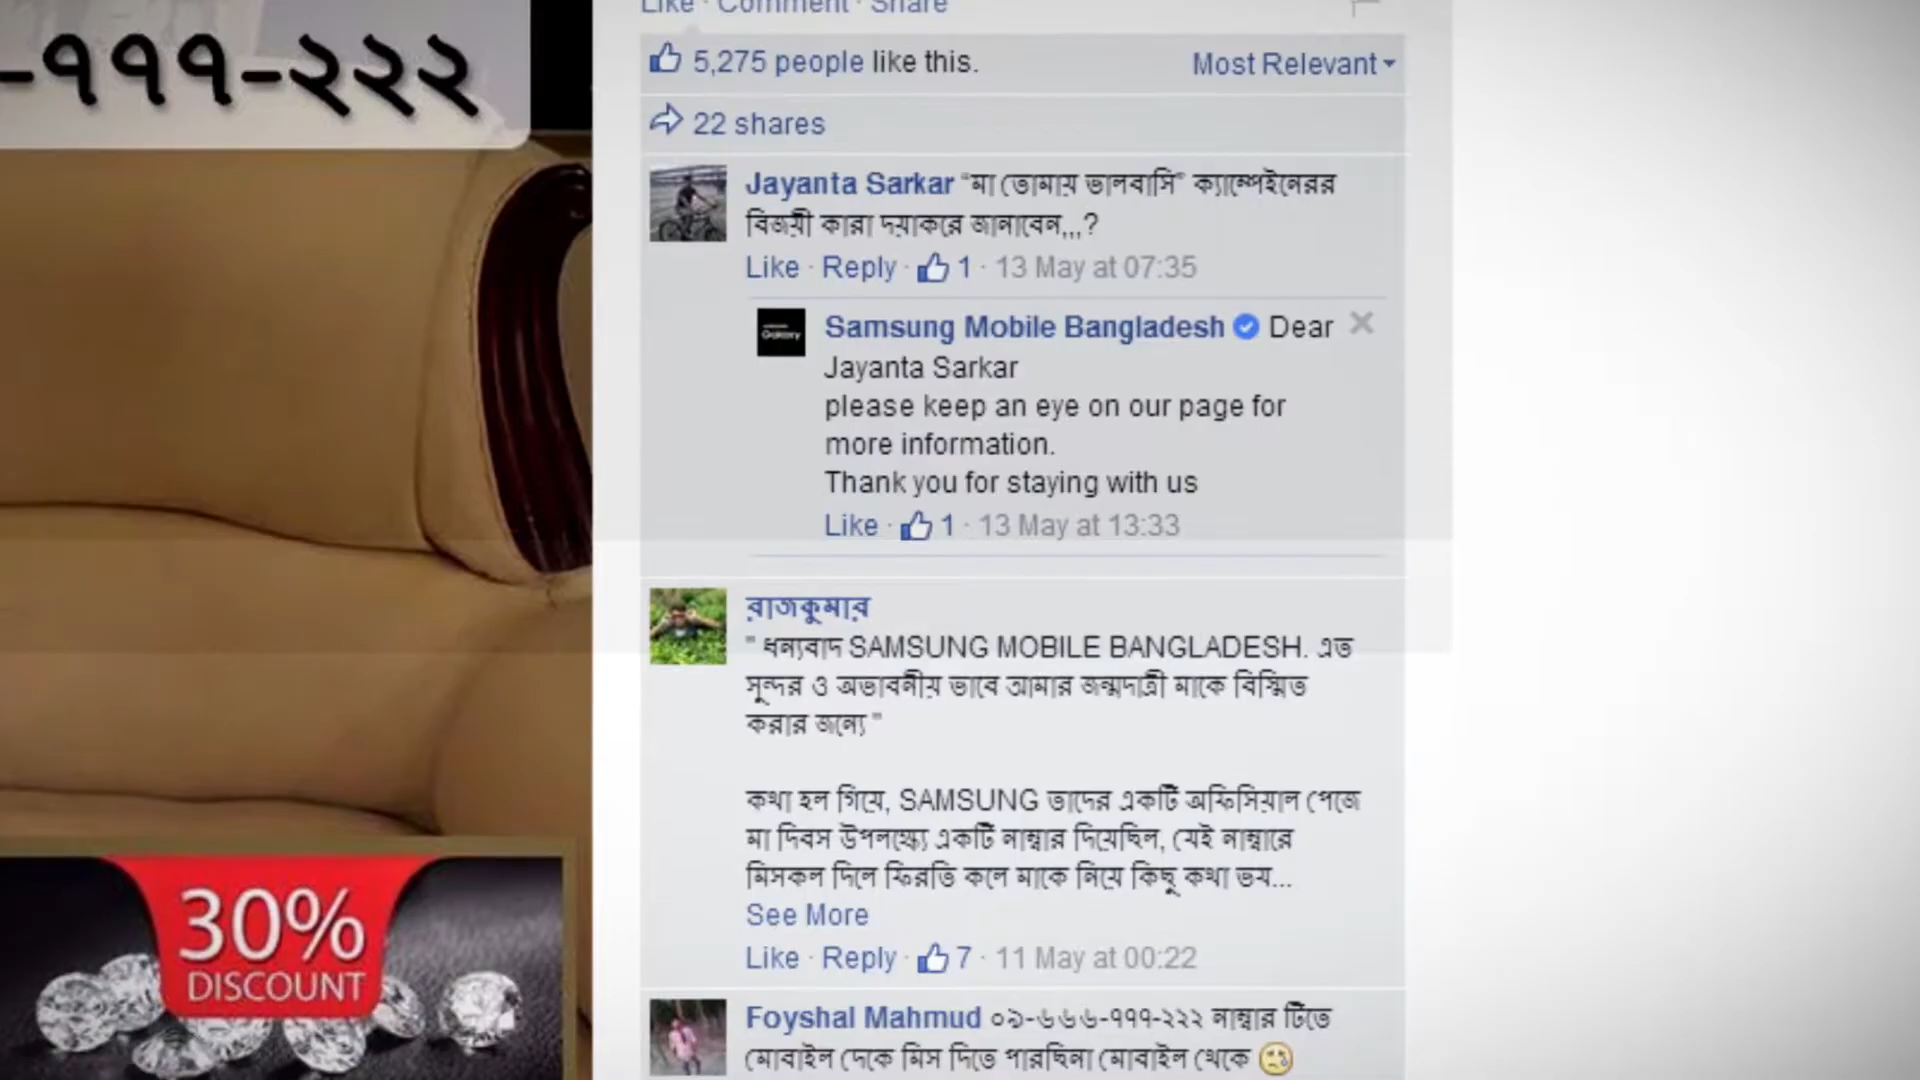 -৭৭৭-২২২
30%
DISCOUNT
Like · Comment · Share
5,275 people like this.
Most Relevant
22 shares
Jayanta Sarkar “মা তোমায় ভালবাসি” ক্যাম্পেইনেরর
বিজয়ী কারা দয়াকরে জানাবেন,,,?
Like · Reply · 1 · 13 May at 07:35
Samsung Mobile Bangladesh Dear
Jayanta Sarkar
please keep an eye on our page for
more information.
Thank you for staying with us
Like · 1 · 13 May at 13:33
রাজকুমার
" ধন্যবাদ SAMSUNG MOBILE BANGLADESH. এত
সুন্দর ও অভাবনীয় ভাবে আমার জন্মদাত্রী মাকে বিস্মিত
করার জন্যে "
কথা হল গিয়ে, SAMSUNG তাদের একটি অফিসিয়াল পেজে
মা দিবস উপলক্ষ্যে একটি নাম্বার দিয়েছিল, যেই নাম্বারে
মিসকল দিলে ফিরতি কলে মাকে নিয়ে কিছু কথা ভয...
See More
Like · Reply · 7 · 11 May at 00:22
Foyshal Mahmud ০৯-৬৬৬-৭৭৭-২২২ নাম্বার টিতে
মোবাইল দেকে মিস দিতে পারছিনা মোবাইল থেকে